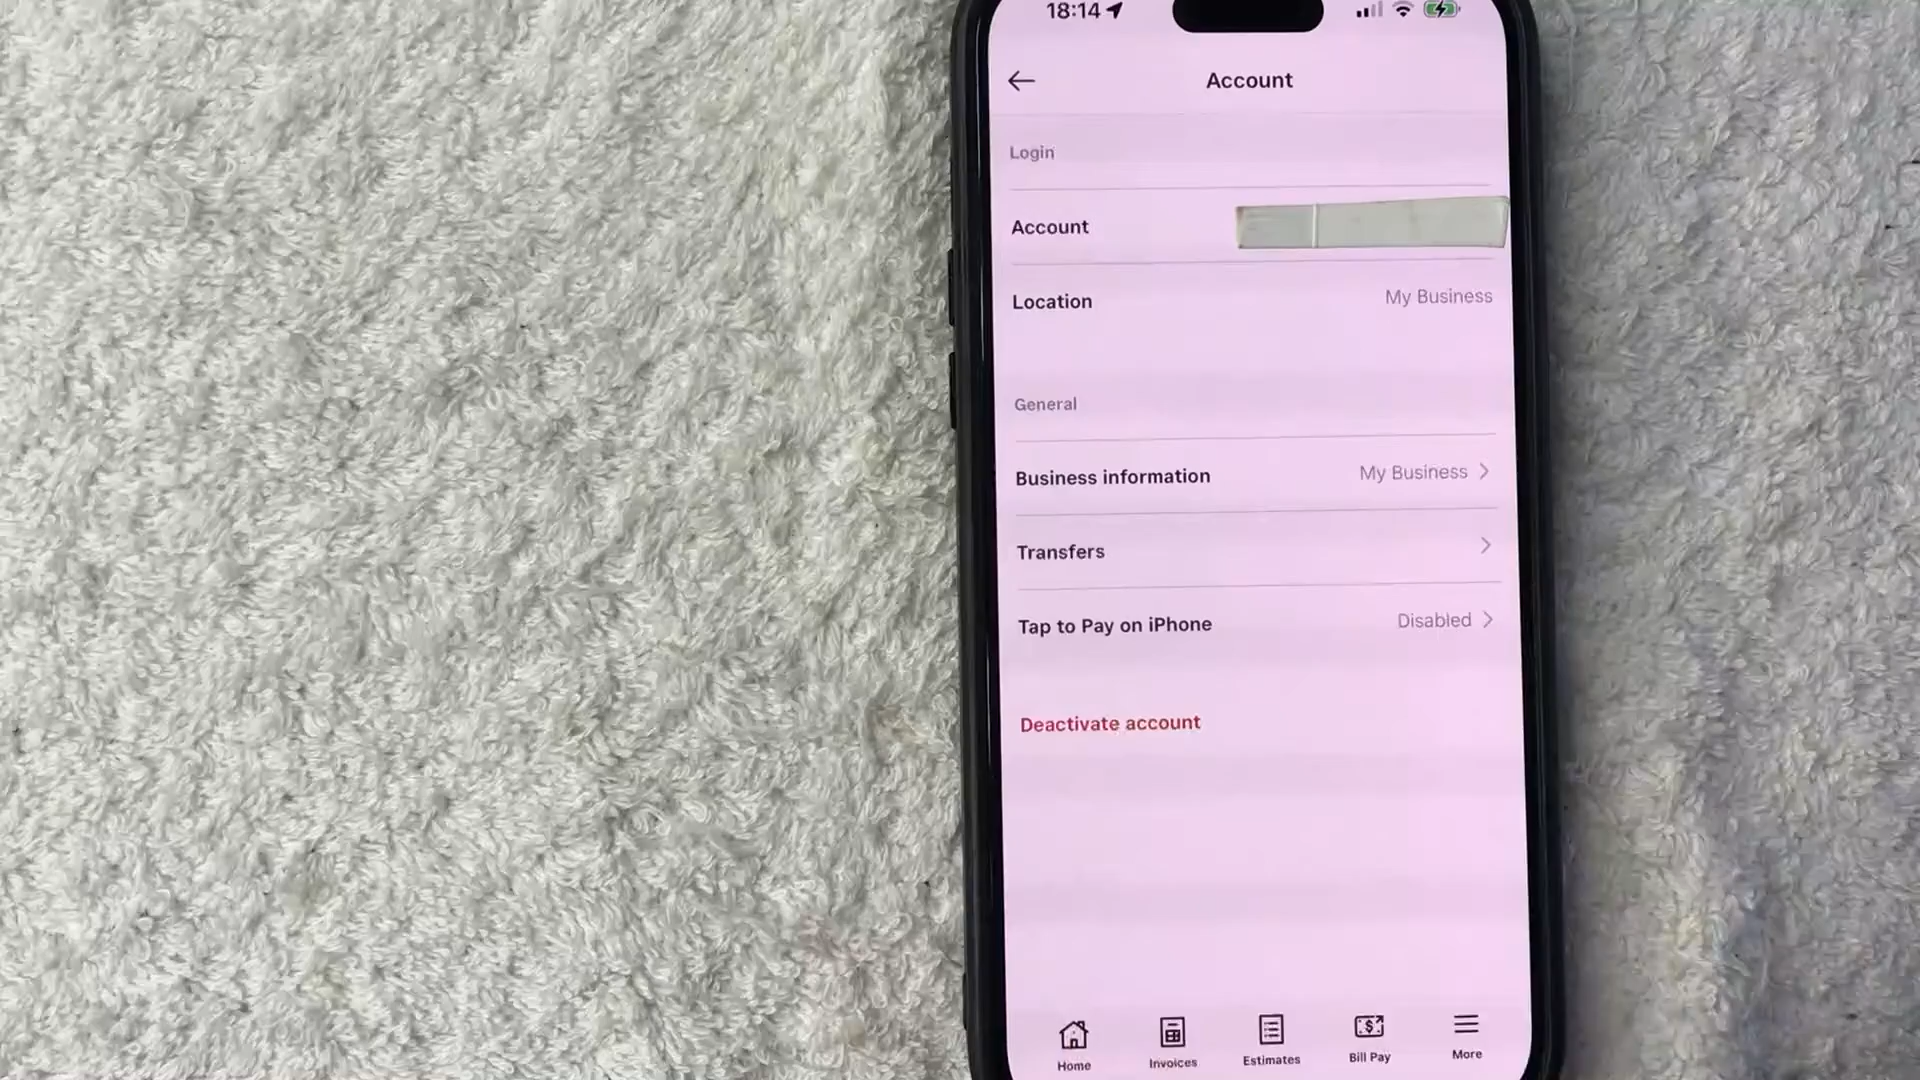 18:14
Account
Login
Account
Location My Business
General
Business information My Business
Transfers
Tap to Pay on iPhone Disabled
Deactivate account
Home Invoices Estimates Bill Pay More